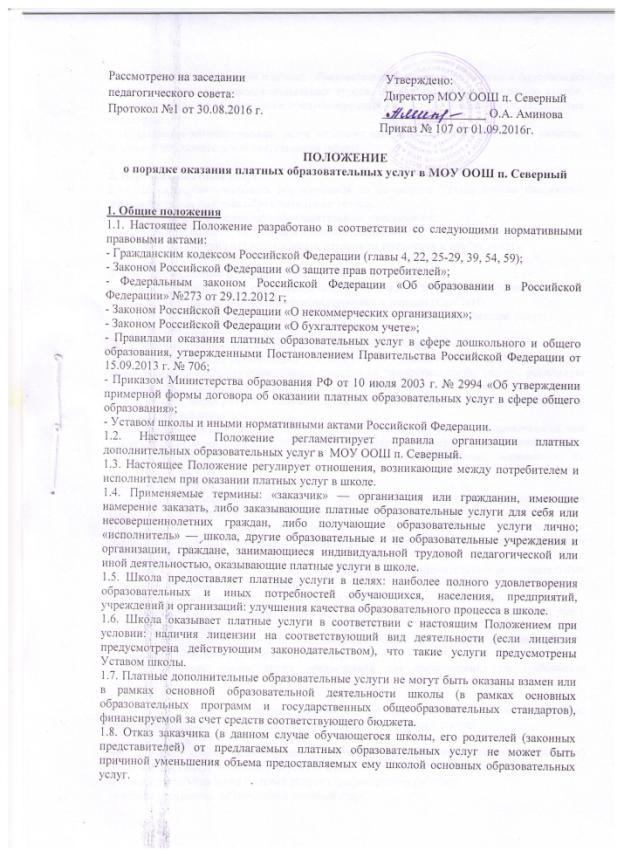 Рассмотрено на заседании
педагогического совета:
Протокол №1 от 30.08.2016 г.
Утверждено:
Директор МОУ ООШ п. Северный
О.А. Аминова
Приказ № 107 от 01.09.2016г.
ПОЛОЖЕНИЕ
о порядке оказания платных образовательных услуг в МОУ ООШ п. Северный
1. Общие положения
1.1. Настоящее Положение разработано в соответствии со следующими нормативными
правовыми актами:
- Гражданским кодексом Российской Федерации (главы 4, 22, 25-29, 39, 54, 59);
- Законом Российской Федерации «О защите прав потребителей»;
- Федеральным законом Российской Федерации «Об образовании в Российской
Федерации» №273 от 29.12.2012 г;
- Законом Российской Федерации «О некоммерческих организациях»;
- Законом Российской Федерации «О бухгалтерском учете»;
- Правилами оказания платных образовательных услуг в сфере дошкольного и общего
образования, утвержденными Постановлением Правительства Российской Федерации от
15.09.2013 г. № 706;
- Приказом Министерства образования РФ от 10 июля 2003 г. № 2994 «Об утверждении
примерной формы договора об оказании платных образовательных услуг в сфере общего
образования»;
- Уставом школы и иными нормативными актами Российской Федерации.
1.2. Настоящее Положение регламентирует правила организации платных
дополнительных образовательных услуг в МОУ ООШ п. Северный.
1.3. Настоящее Положение регулирует отношения, возникающие между потребителем и
исполнителем при оказании платных услуг в школе.
1.4. Применяемые термины: «заказчик» — организация или гражданин, имеющие
намерение заказать, либо заказывающие платные образовательные услуги для себя или
несовершеннолетних граждан, либо получающие образовательные услуги лично;
«исполнитель» — школа, другие образовательные и не образовательные учреждения и
организации, граждане, занимающиеся индивидуальной трудовой педагогической или
иной деятельностью, оказывающие платные услуги в школе.
1.5. Школа предоставляет платные услуги в целях: наиболее полного удовлетворения
образовательных и иных потребностей обучающихся, населения, предприятий,
учреждений и организаций: улучшения качества образовательного процесса в школе.
1.6. Школа оказывает платные услуги в соответствии с настоящим Положением при
условии: наличия лицензии на соответствующий вид деятельности (если лицензия
предусмотрена действующим законодательством), что такие услуги предусмотрены
Уставом школы.
1.7. Платные дополнительные образовательные услуги не могут быть оказаны взамен или
в рамках основной образовательной деятельности школы (в рамках основных
образовательных программ и государственных общеобразовательных стандартов),
финансируемой за счет средств соответствующего бюджета.
1.8. Отказ заказчика (в данном случае обучающегося школы, его родителей (законных
представителей) от предлагаемых платных образовательных услуг не может быть
причиной уменьшения объема предоставляемых ему школой основных образовательных
услуг.